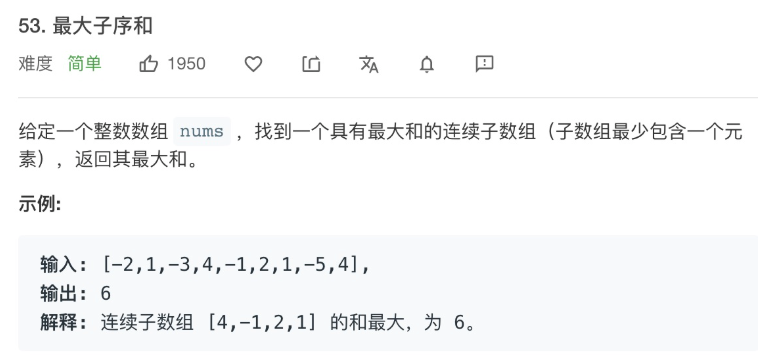 53. 最大子序和
难度 简单 1950
给定一个整数数组 nums ，找到一个具有最大和的连续子数组（子数组最少包含一个元
素），返回其最大和。
示例:
输入: [-2,1,-3,4,-1,2,1,-5,4],
输出: 6
解释: 连续子数组 [4,-1,2,1] 的和最大，为 6。